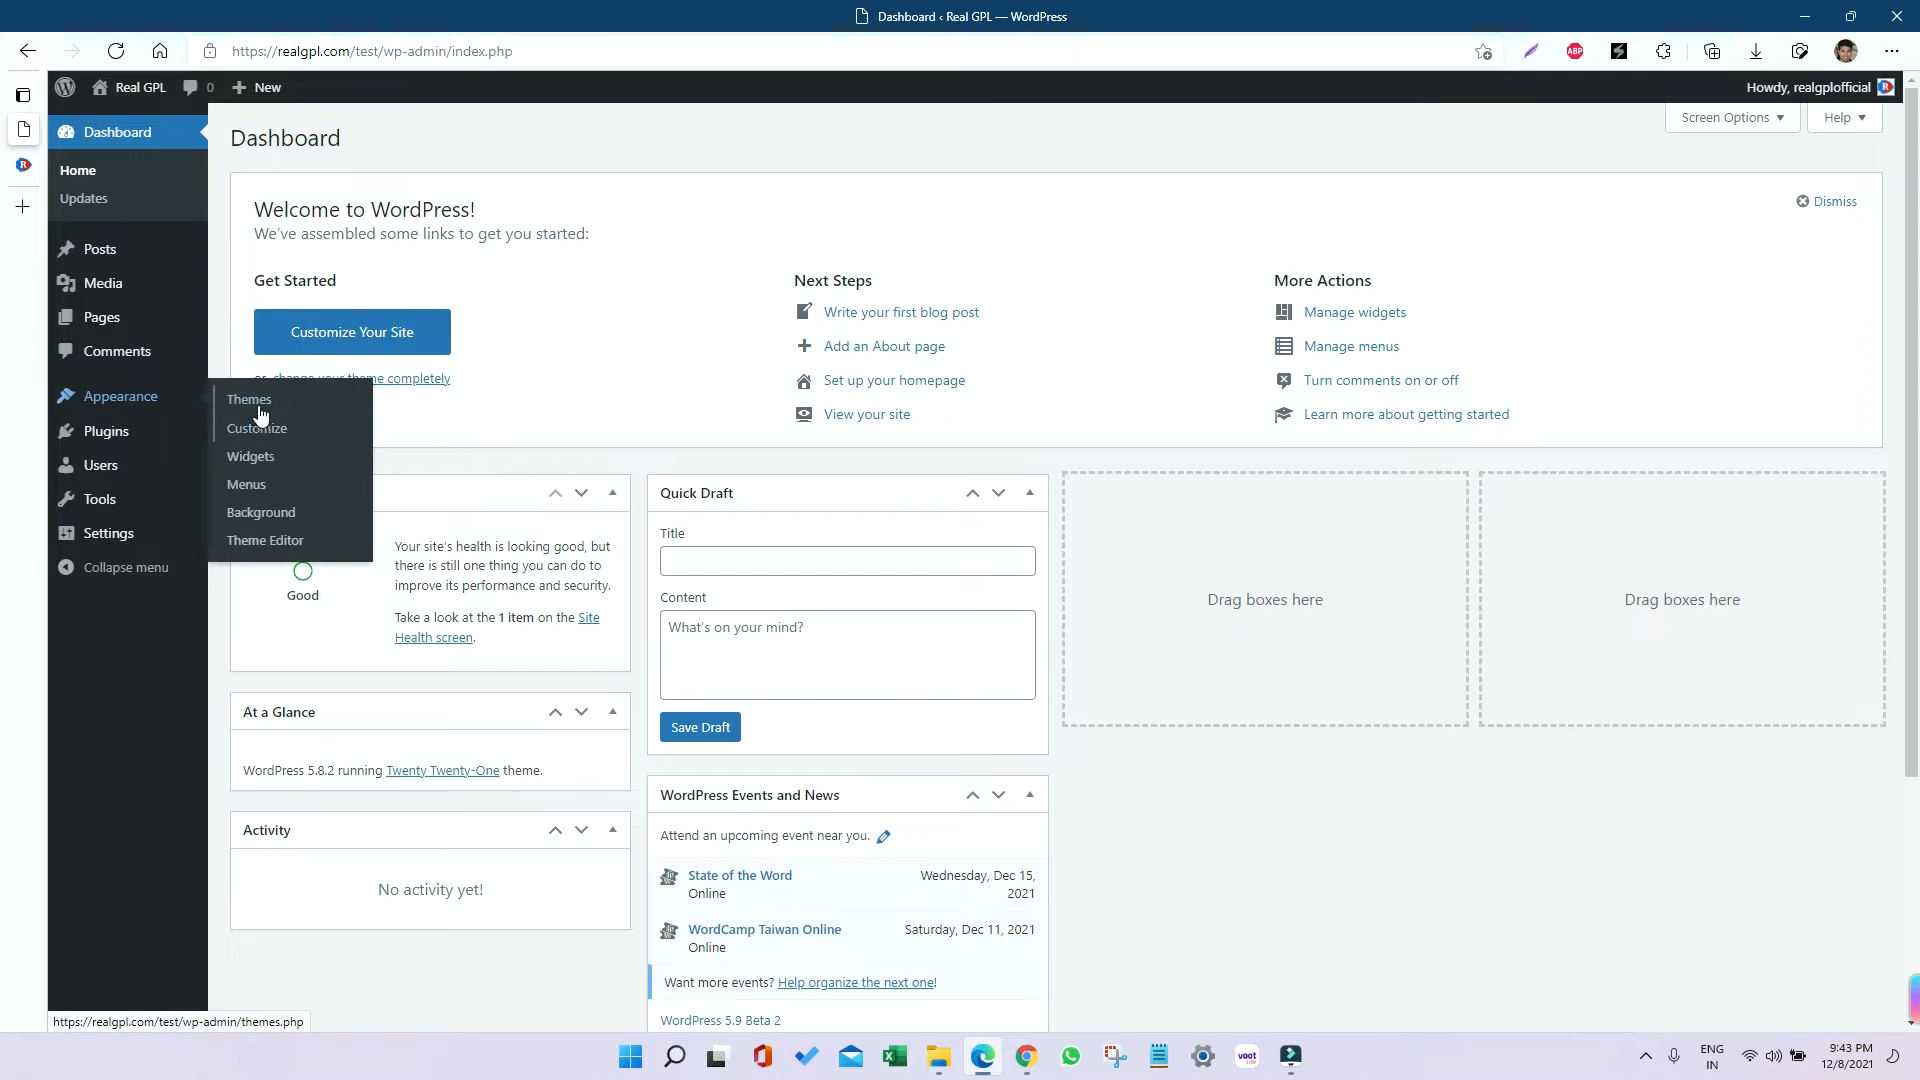 Dashboard ‹ Real GPL — WordPress
https://realgpl.com/test/wp-admin/index.php
ABP
Real GPL
0
New
Howdy, realgplofficial
Dashboard
Home
Updates
Posts
Media
Pages
Comments
Appearance
Plugins
Users
Tools
Settings
Collapse menu
Themes
Customize
Widgets
Menus
Background
Theme Editor
Dashboard
Screen Options
Help
Welcome to WordPress!
We've assembled some links to get you started:
Dismiss
Get Started
Customize Your Site
or, change your theme completely
Next Steps
Write your first blog post
Add an About page
Set up your homepage
View your site
More Actions
Manage widgets
Manage menus
Turn comments on or off
Learn more about getting started
Good
Your site's health is looking good, but
there is still one thing you can do to
improve its performance and security.
Take a look at the 1 item on the Site
Health screen.
At a Glance
WordPress 5.8.2 running Twenty Twenty-One theme.
Activity
No activity yet!
Quick Draft
Title
Content
What's on your mind?
Save Draft
WordPress Events and News
Attend an upcoming event near you.
State of the Word
Online
Wednesday, Dec 15,
2021
WordCamp Taiwan Online
Online
Saturday, Dec 11, 2021
Want more events? Help organize the next one!
WordPress 5.9 Beta 2
Drag boxes here
Drag boxes here
https://realgpl.com/test/wp-admin/themes.php
voot
ENG
IN
9:43 PM
12/8/2021